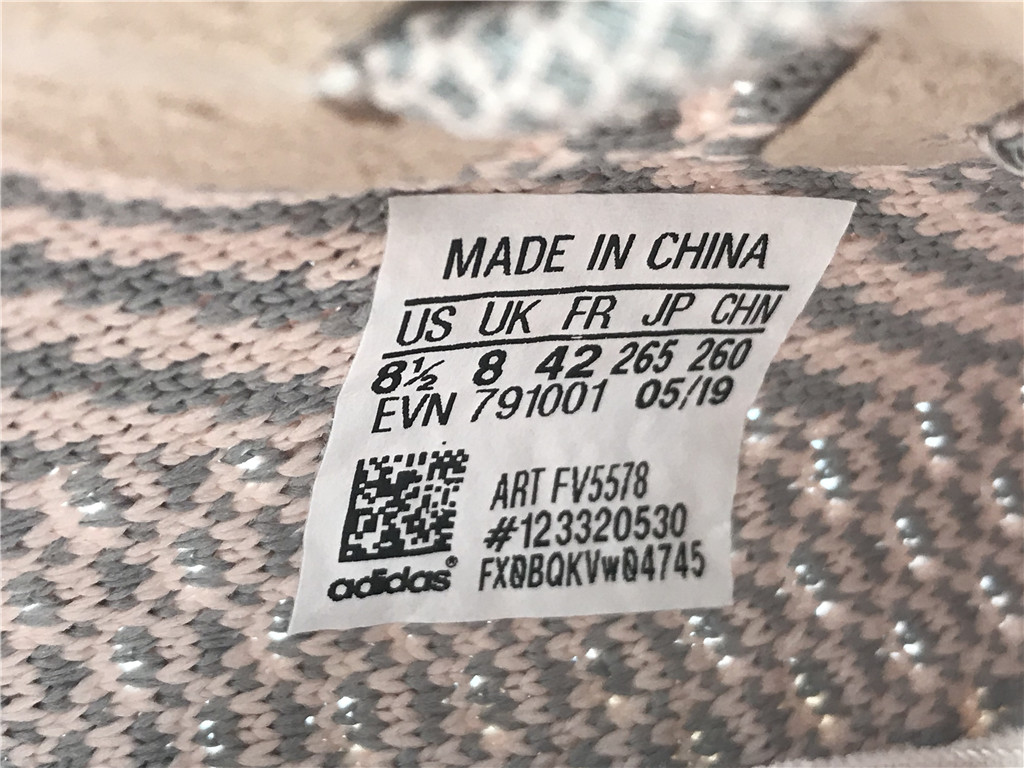 MADE IN CHINA
US UK FR JP CHN
8½ 8 42 265 260
EVN 791001 05/19
ART FV5578
#123320530
FX0BQKVw04745
adidas®